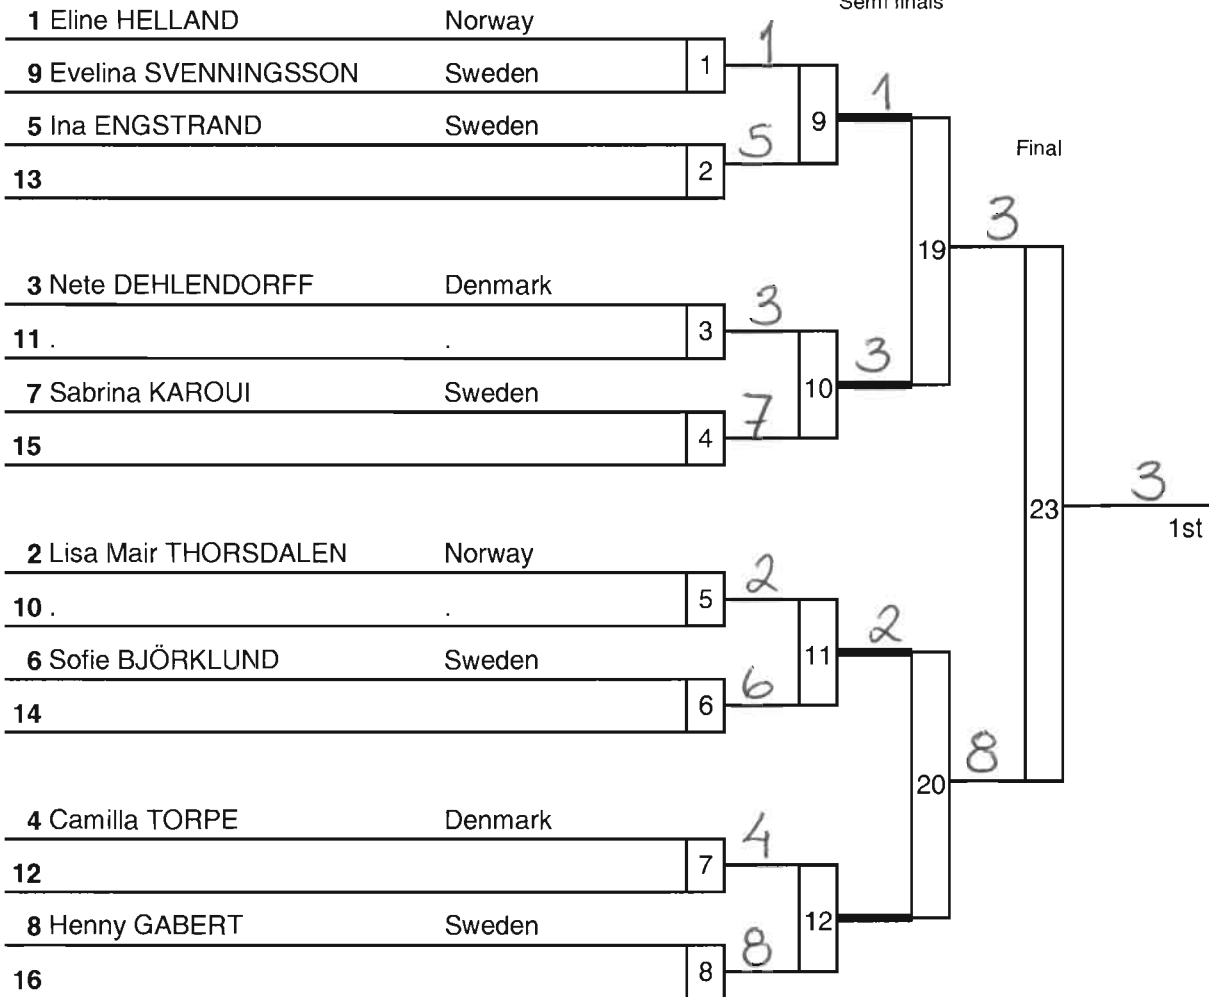 Semi finals
1 Eline HELLAND Norway
1
1
9 Evelina SVENNINGSSON Sweden
1
9
5 Ina ENGSTRAND Sweden
5
2
13
Final
3
19
3 Nete DEHLENDORFF Denmark
3
3
11 . .
3
10
7 Sabrina KAROUI Sweden
7
4
15
3
23
1st
2 Lisa Mair THORSDALEN Norway
2
5
10 . .
2
11
6 Sofie BJÖRKLUND Sweden
6
6
14
8
20
4 Camilla TORPE Denmark
4
7
12
12
8 Henny GABERT Sweden
8
8
16